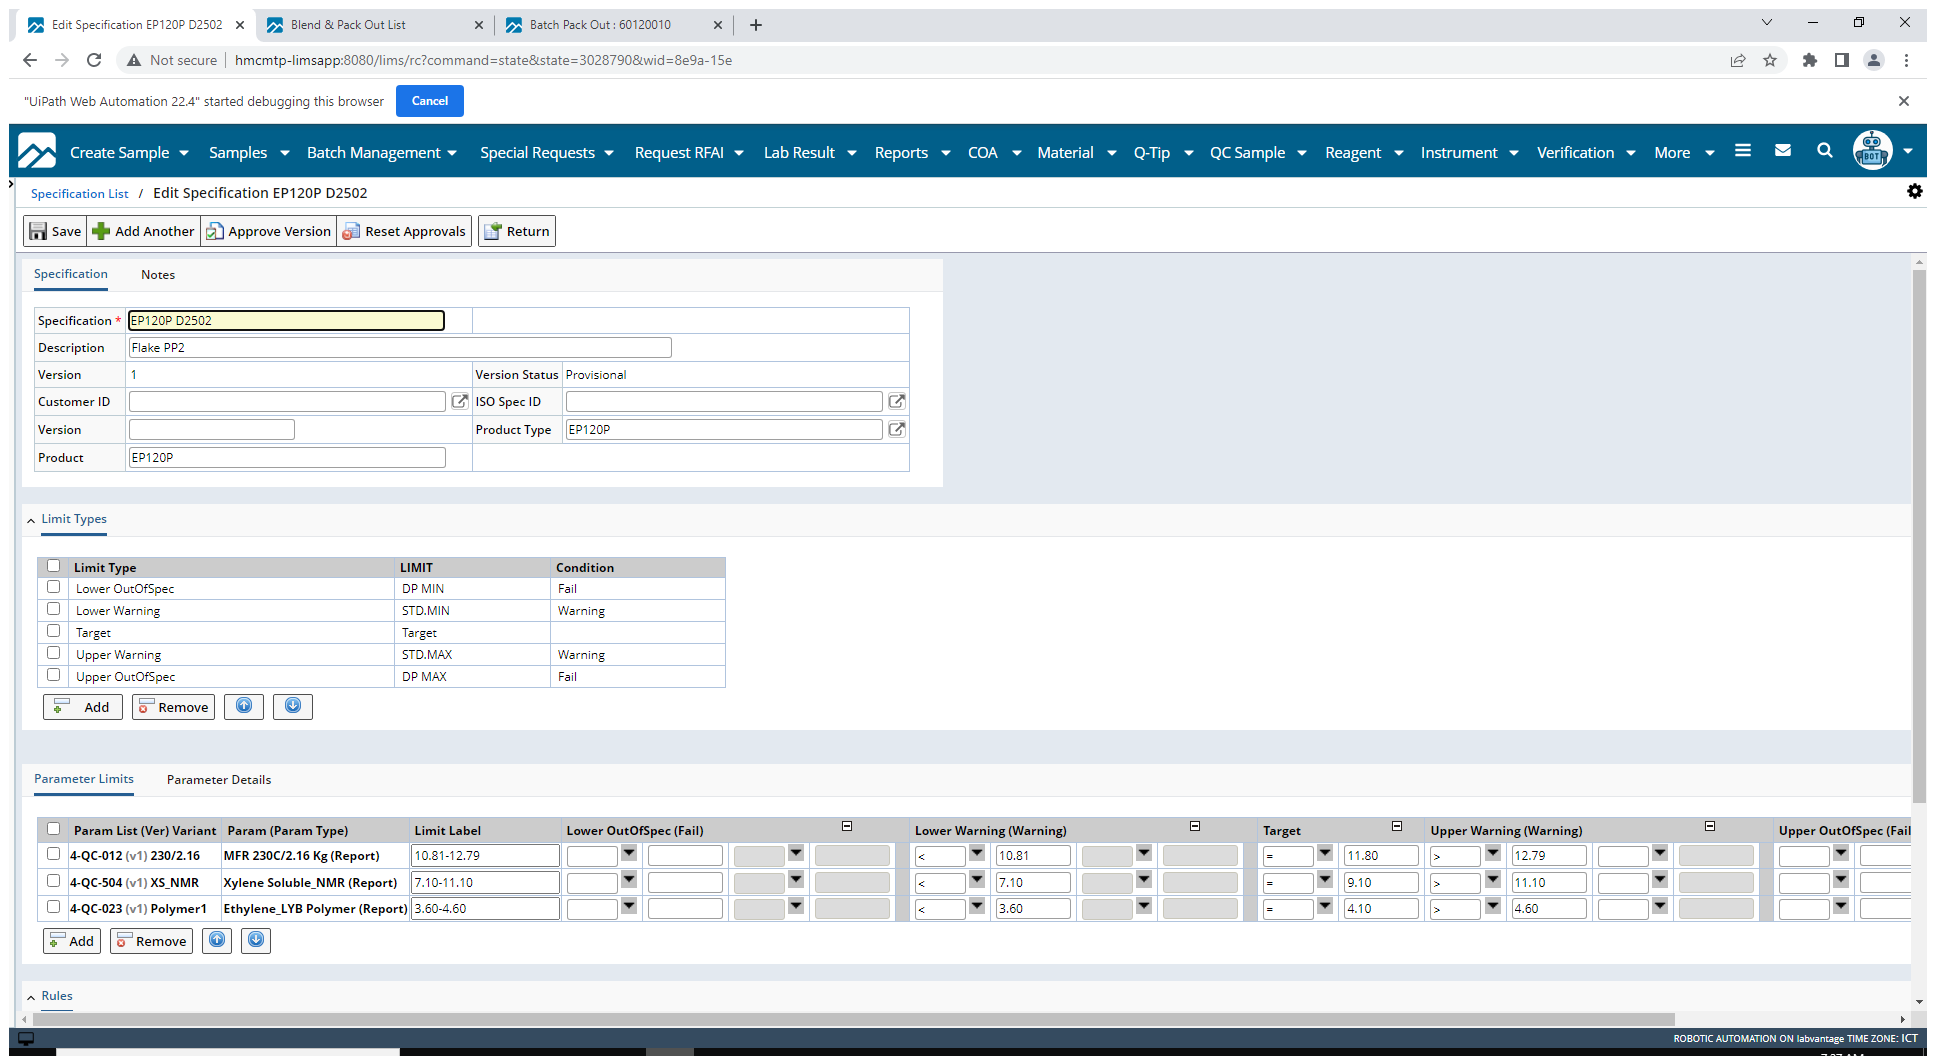 Edit Specification EP120P D2502
Blend & Pack Out List
Batch Pack Out : 60120010
Not secure
hmcmtp-limsapp:8080/lims/rc?command=state&state=3028790&wid=8e9a-15e
"UiPath Web Automation 22.4" started debugging this browser Cancel
Create Sample Samples Batch Management Special Requests Request RFAI Lab Result Reports COA Material Q-Tip QC Sample Reagent Instrument Verification More
BOT
Specification List / Edit Specification EP120P D2502
Save Add Another Approve Version Reset Approvals Return
Specification Notes
Specification * EP120P D2502
Description Flake PP2
Version 1 Version Status Provisional
Customer ID ISO Spec ID
Version Product Type EP120P
Product EP120P
Limit Types
Limit Type LIMIT Condition
Lower OutOfSpec DP MIN Fail
Lower Warning STD.MIN Warning
Target Target
Upper Warning STD.MAX Warning
Upper OutOfSpec DP MAX Fail
Add Remove
Parameter Limits Parameter Details
Param List (Ver) Variant Param (Param Type) Limit Label Lower OutOfSpec (Fail) Lower Warning (Warning) Target Upper Warning (Warning) Upper OutOfSpec (Fail
4-QC-012 (v1) 230/2.16 MFR 230C/2.16 Kg (Report) 10.81-12.79 < 10.81 = 11.80 > 12.79
4-QC-504 (v1) XS_NMR Xylene Soluble_NMR (Report) 7.10-11.10 < 7.10 = 9.10 > 11.10
4-QC-023 (v1) Polymer1 Ethylene_LYB Polymer (Report) 3.60-4.60 < 3.60 = 4.10 > 4.60
Add Remove
Rules
ROBOTIC AUTOMATION ON labvantage TIME ZONE: ICT